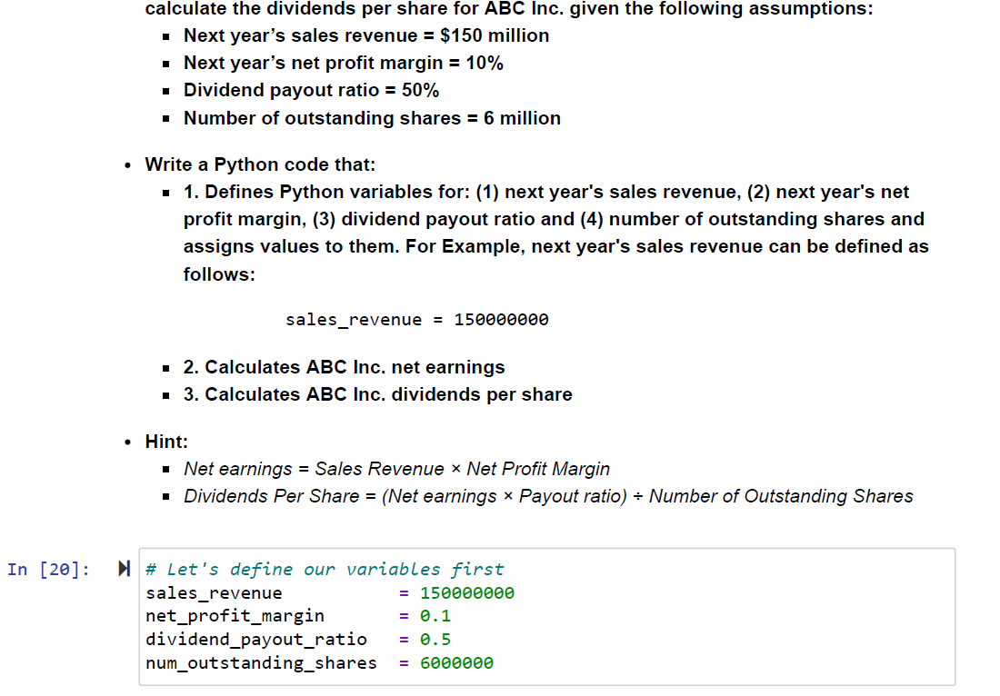 calculate the dividends per share for ABC Inc. given the following assumptions:
▪ Next year’s sales revenue = $150 million
▪ Next year’s net profit margin = 10%
▪ Dividend payout ratio = 50%
▪ Number of outstanding shares = 6 million
• Write a Python code that:
▪ 1. Defines Python variables for: (1) next year's sales revenue, (2) next year's net
profit margin, (3) dividend payout ratio and (4) number of outstanding shares and
assigns values to them. For Example, next year's sales revenue can be defined as
follows:
sales_revenue = 150000000
▪ 2. Calculates ABC Inc. net earnings
▪ 3. Calculates ABC Inc. dividends per share
• Hint:
▪ Net earnings = Sales Revenue × Net Profit Margin
▪ Dividends Per Share = (Net earnings × Payout ratio) ÷ Number of Outstanding Shares
In [20]: # Let's define our variables first
sales_revenue = 150000000
net_profit_margin = 0.1
dividend_payout_ratio = 0.5
num_outstanding_shares = 6000000